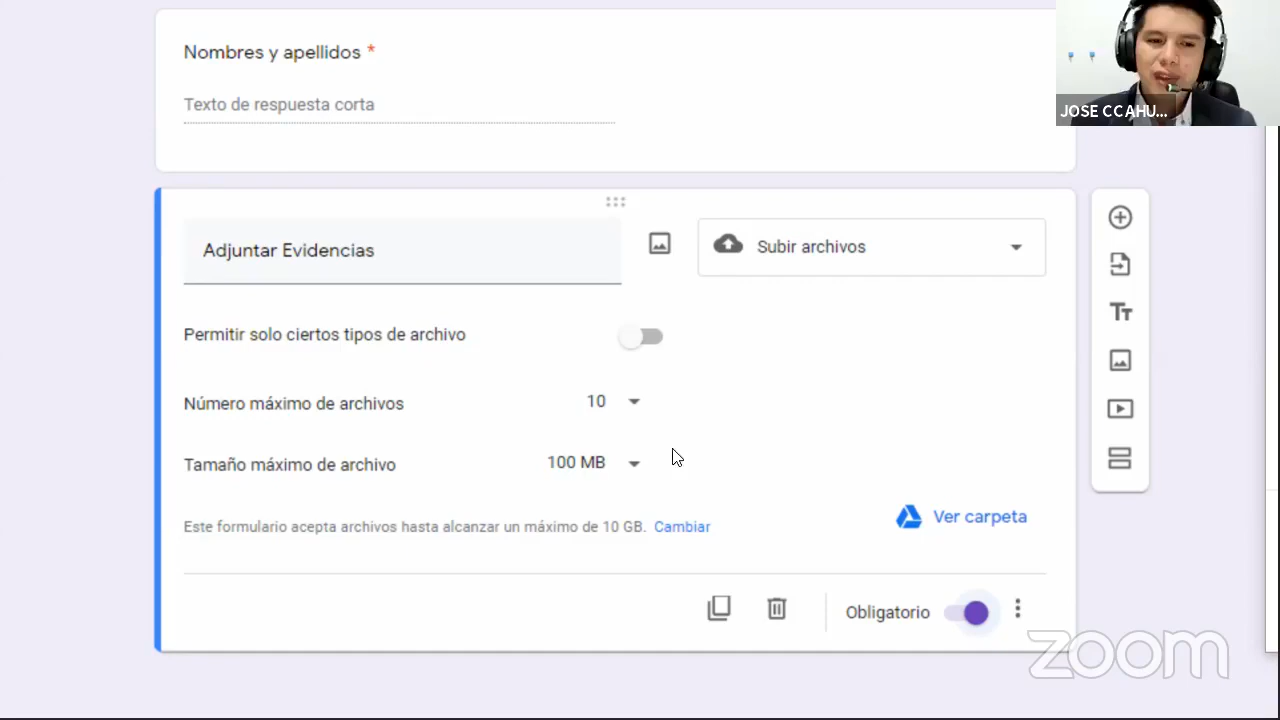 Nombres y apellidos *
Texto de respuesta corta
JOSE CCAHU...
Adjuntar Evidencias
Subir archivos
Permitir solo ciertos tipos de archivo
Número máximo de archivos 10
Tamaño máximo de archivo 100 MB
Este formulario acepta archivos hasta alcanzar un máximo de 10 GB. Cambiar
Ver carpeta
Obligatorio
Tт
zoom